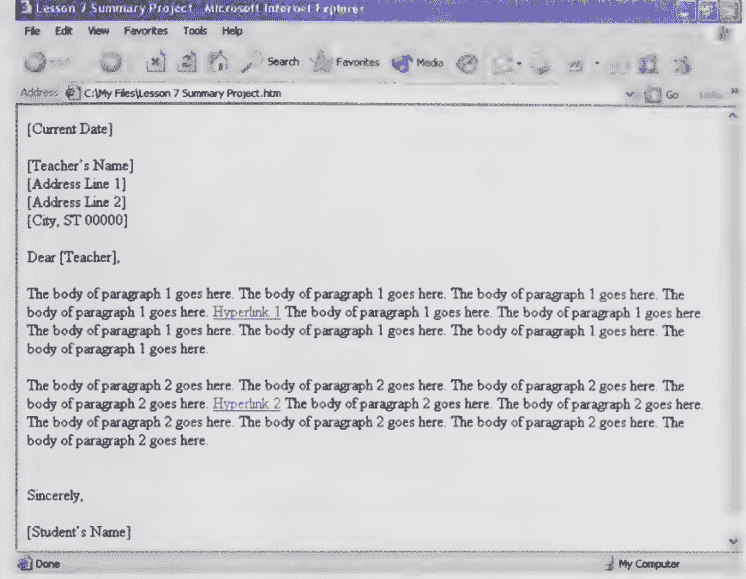 Lesson 7 Summary Project - Microsoft Internet Explorer
File Edit View Favorites Tools Help
Search Favorites Media
Address C:\My Files\Lesson 7 Summary Project.htm Go
[Current Date]
[Teacher's Name]
[Address Line 1]
[Address Line 2]
[City, ST 00000]
Dear [Teacher],
The body of paragraph 1 goes here. The body of paragraph 1 goes here. The body of paragraph 1 goes here. The
body of paragraph 1 goes here. Hyperlink 1 The body of paragraph 1 goes here. The body of paragraph 1 goes here.
The body of paragraph 1 goes here. The body of paragraph 1 goes here. The body of paragraph 1 goes here. The
body of paragraph 1 goes here.
The body of paragraph 2 goes here. The body of paragraph 2 goes here. The body of paragraph 2 goes here. The
body of paragraph 2 goes here. Hyperlink 2 The body of paragraph 2 goes here. The body of paragraph 2 goes here.
The body of paragraph 2 goes here. The body of paragraph 2 goes here. The body of paragraph 2 goes here. The
body of paragraph 2 goes here.
Sincerely,
[Student's Name]
Done My Computer